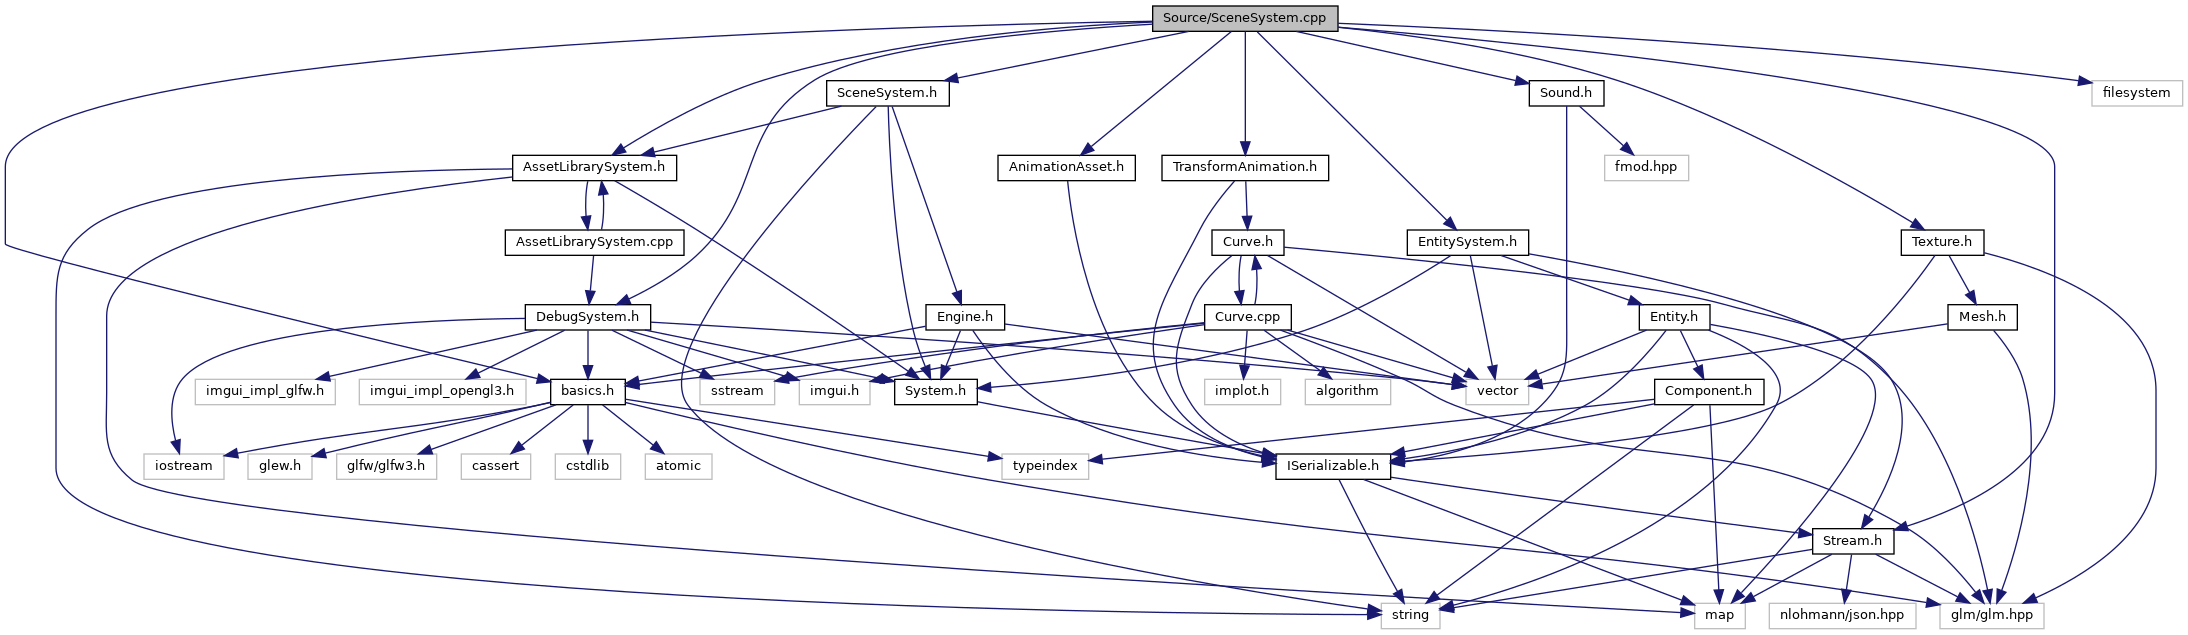 Source/SceneSystem.cpp
SceneSystem.h
Sound.h
filesystem
AssetLibrarySystem.h
AnimationAsset.h
TransformAnimation.h
fmod.hpp
AssetLibrarySystem.cpp
Curve.h
EntitySystem.h
Texture.h
DebugSystem.h
Engine.h
Curve.cpp
Entity.h
Mesh.h
imgui_impl_glfw.h
imgui_impl_opengl3.h
basics.h
sstream
imgui.h
System.h
implot.h
algorithm
vector
Component.h
iostream
glew.h
glfw/glfw3.h
cassert
cstdlib
atomic
typeindex
ISerializable.h
Stream.h
string
map
nlohmann/json.hpp
glm/glm.hpp